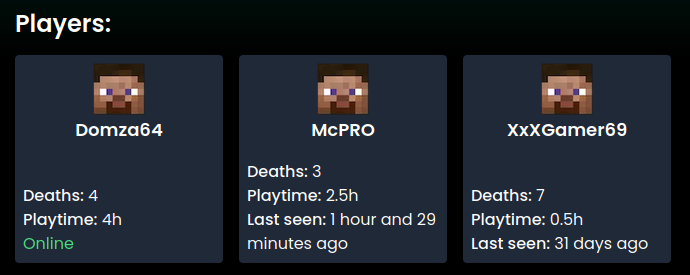 Players:
Domza64
Deaths: 4
Playtime: 4h
Online
McPRO
Deaths: 3
Playtime: 2.5h
Last seen: 1 hour and 29
minutes ago
XxXGamer69
Deaths: 7
Playtime: 0.5h
Last seen: 31 days ago